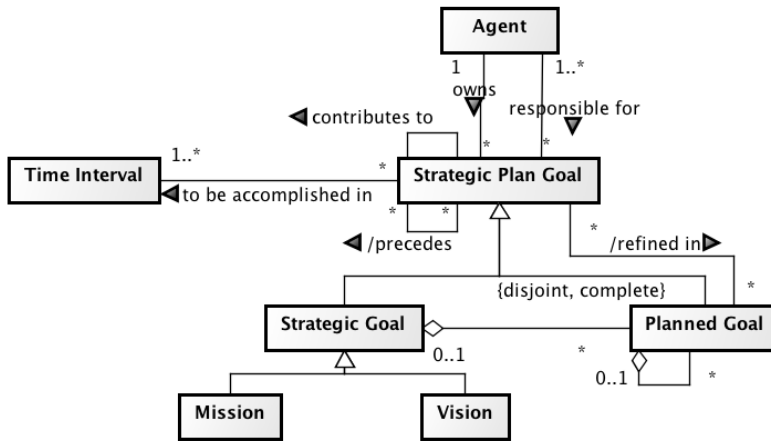 Agent
1
1..*
owns
contributes to
responsible for
1..*
*
*
*
Time Interval
Strategic Plan Goal
to be accomplished in
*
*
*
/precedes
/refined in
{disjoint, complete}
*
Strategic Goal
Planned Goal
0..1
*
0..1
*
Mission
Vision